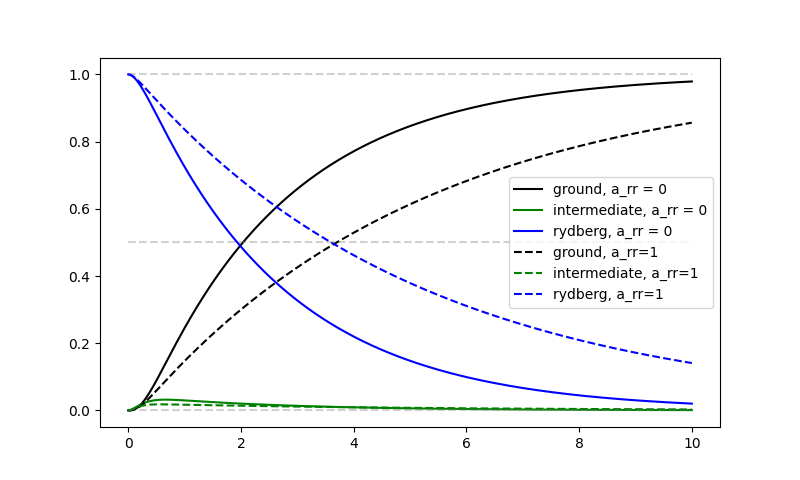 1.0
0.8
0.6
0.4
0.2
0.0
ground, a_rr = 0
intermediate, a_rr = 0
rydberg, a_rr = 0
ground, a_rr=1
intermediate, a_rr=1
rydberg, a_rr=1
0 2 4 6 8 10